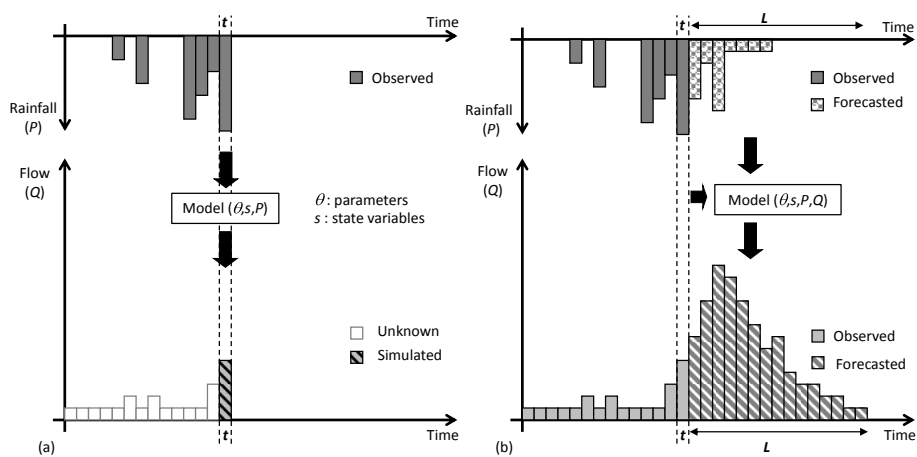 t
Time
Observed
Rainfall
(P)
Flow
(Q)
Model (θ,s,P)
θ : parameters
s : state variables
Unknown
Simulated
(a)
t
Time
t
L
Time
Observed
Forecasted
Rainfall
(P)
Flow
(Q)
Model (θ,s,P,Q)
Observed
Forecasted
(b)
t
L
Time